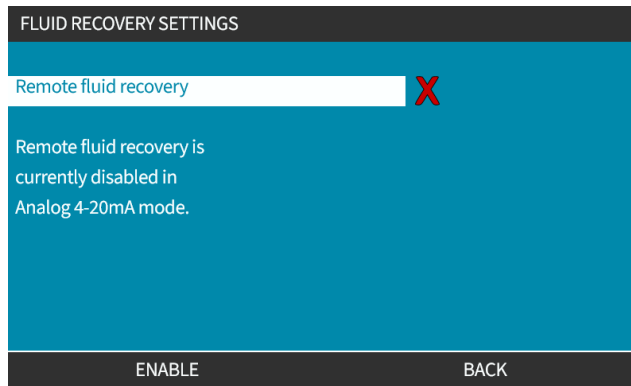 FLUID RECOVERY SETTINGS
Remote fluid recovery X
Remote fluid recovery is
currently disabled in
Analog 4-20mA mode.
ENABLE BACK